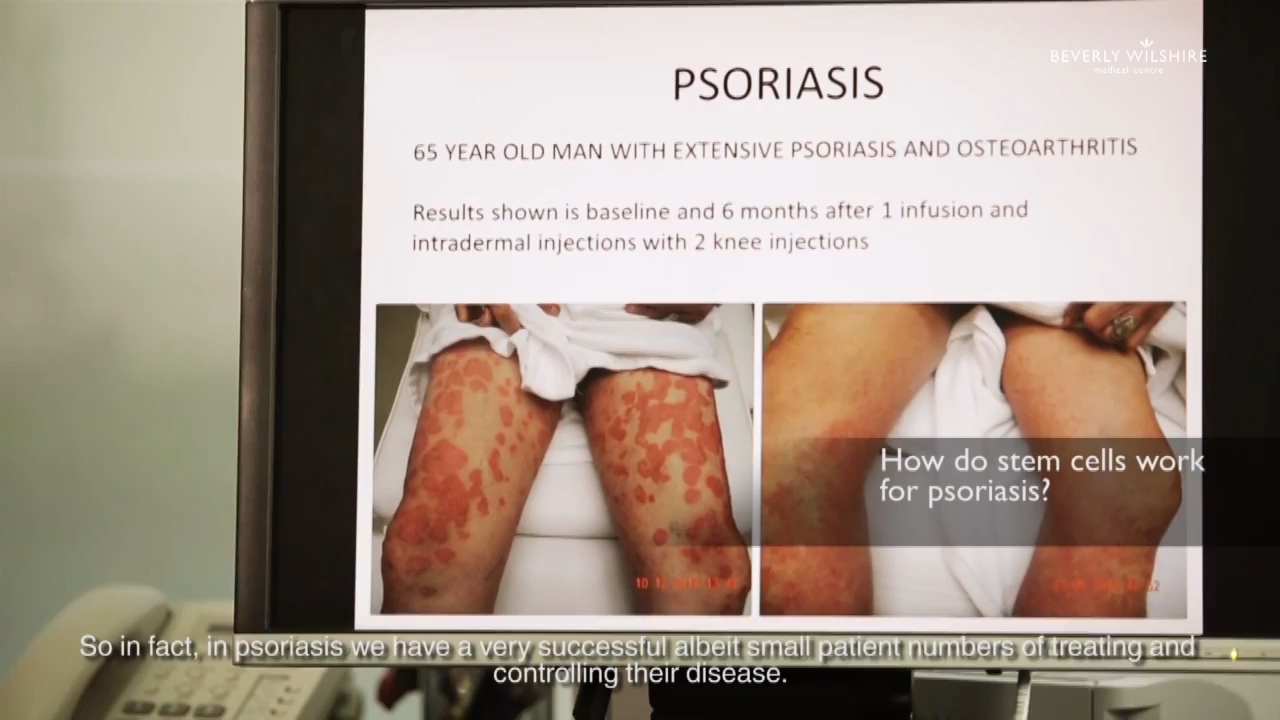 BEVERLY WILSHIRE
medical centre
PSORIASIS
65 YEAR OLD MAN WITH EXTENSIVE PSORIASIS AND OSTEOARTHRITIS
Results shown is baseline and 6 months after 1 infusion and
intradermal injections with 2 knee injections
How do stem cells work
for psoriasis?
So in fact, in psoriasis we have a very successful albeit small patient numbers of treating and
controlling their disease.